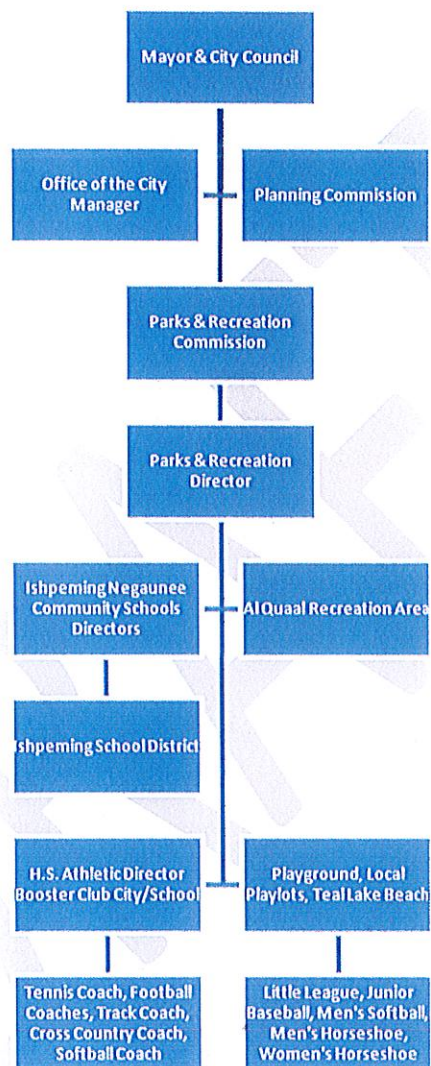 Mayor & City Council
Office of the City
Manager
Planning Commission
Parks & Recreation
Commission
Parks & Recreation
Director
Ishpeming Negaunee
Community Schools
Directors
Al Quaal Recreation Area
Ishpeming School District
H.S. Athletic Director
Booster Club City/School
Playground, Local
Playlots, Teal Lake Beach
Tennis Coach, Football
Coaches, Track Coach,
Cross Country Coach,
Softball Coach
Little League, Junior
Baseball, Men's Softball,
Men's Horseshoe,
Women's Horseshoe